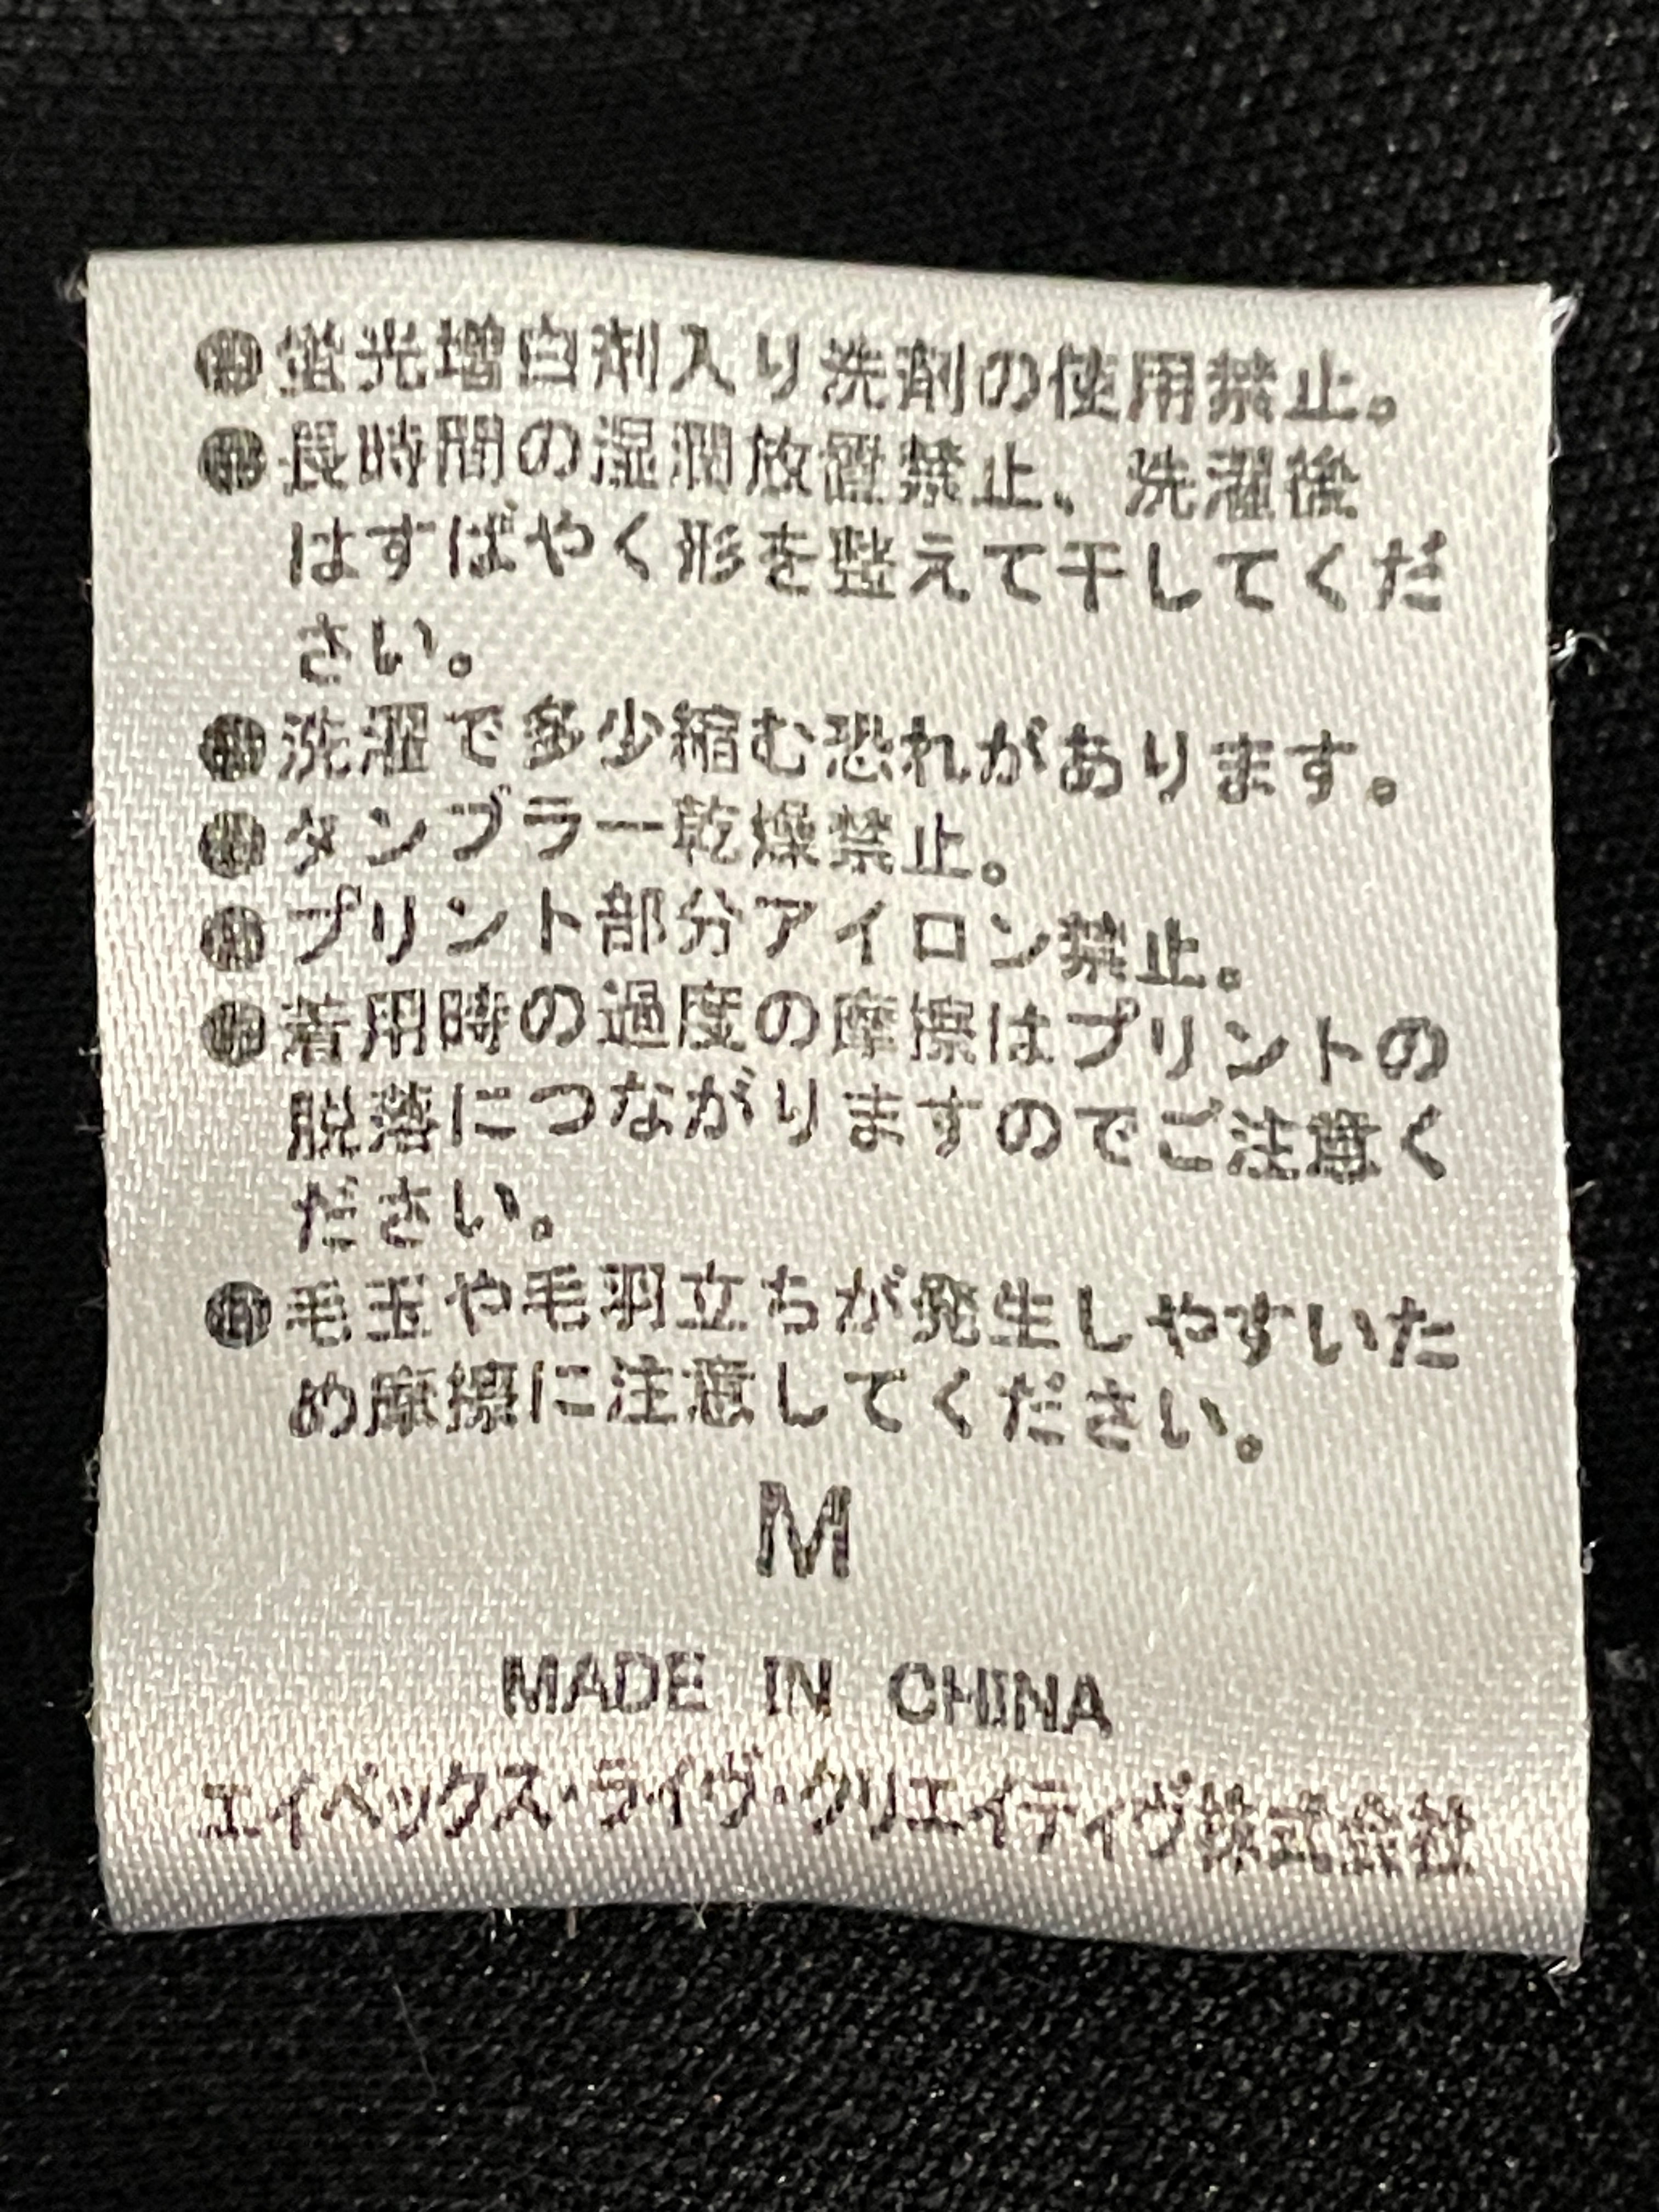 ●蛍光増白剤入り洗剤の使用禁止。
●長時間の湿潤放置禁止、洗濯後
はすばやく形を整えて干してくだ
さい。
●洗濯で多少縮む恐れがあります。
●タンブラー乾燥禁止。
●プリント部分アイロン禁止。
●着用時の過度の摩擦はプリントの
脱落につながりますのでご注意く
ださい。
●毛玉や毛羽立ちが発生しやすいた
め摩擦に注意してください。
M
MADE IN CHINA
エイベックス・ライヴ・クリエイティヴ株式会社